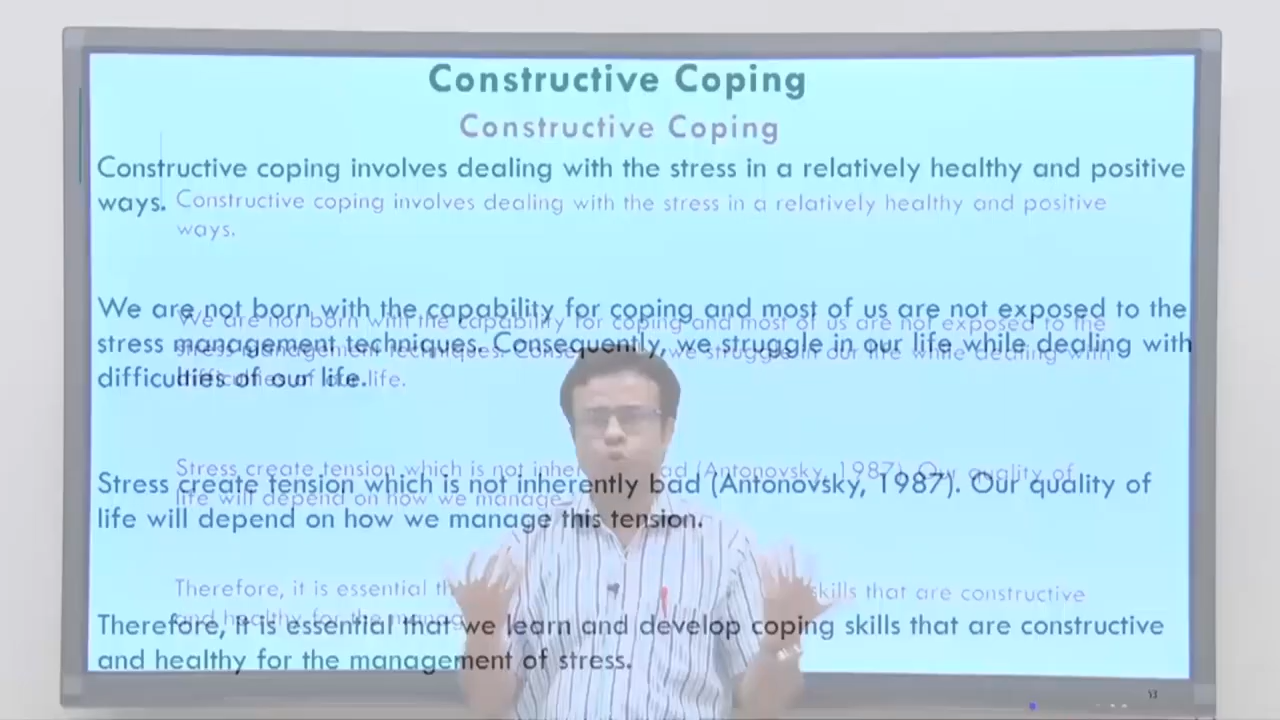 Constructive Coping
Constructive Coping
Constructive coping involves dealing with the stress in a relatively healthy and positive
ways.
Constructive coping involves dealing with the stress in a relatively healthy and positive
ways.
We are not born with the capability for coping and most of us are not exposed to the
stress management techniques. Consequently, we struggle in our life while dealing with
difficulties of our life.
We are not born with the capability for coping and most of us are not exposed to the
stress management techniques. we struggle in our life while dealing with
difficulties of our life.
Stress create tension which is not bad (Antonovsky, 1987). Our quality of
life will depend on how we manage
Stress create tension which is not inherently bad (Antonovsky, 1987). Our quality of
life will depend on how we manage this tension.
Therefore, it is essential skills that are constructive
and healthy for the
Therefore, it is essential that we learn and develop coping skills that are constructive
and healthy for the management of stress.
13